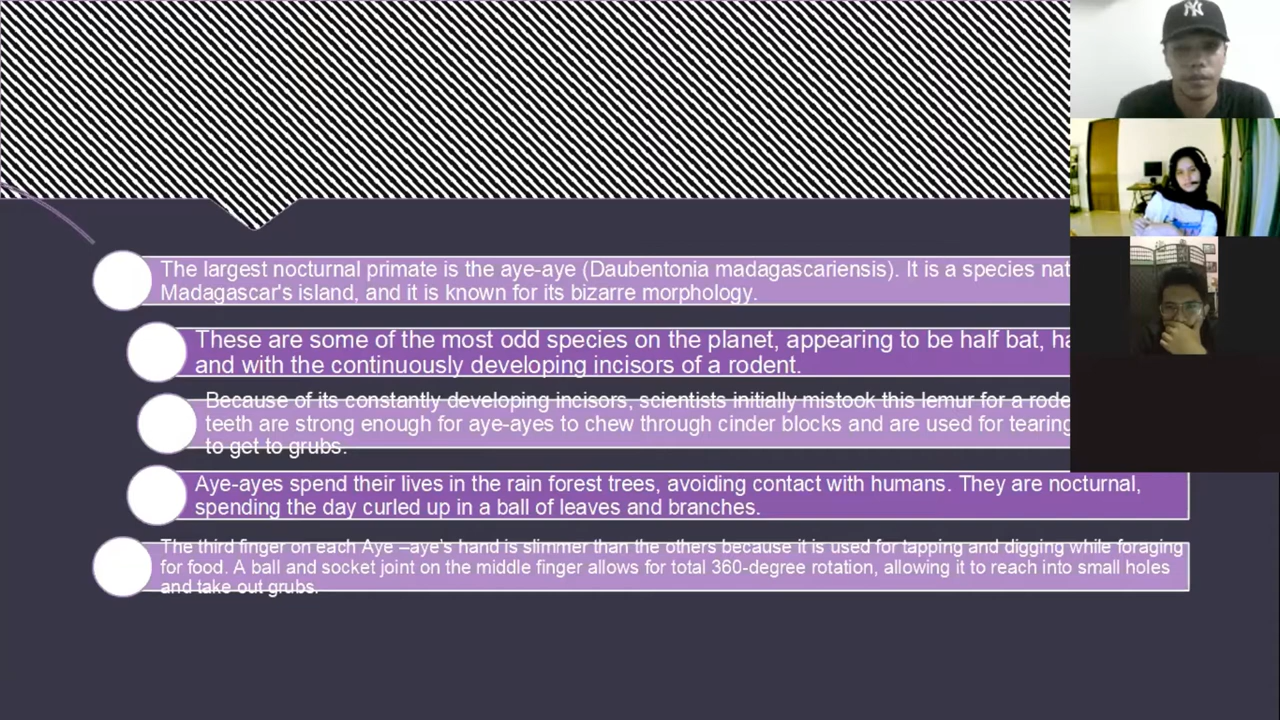 NY
The largest nocturnal primate is the aye-aye (Daubentonia madagascariensis). It is a species
Madagascar's island, and it is known for its bizarre morphology.
These are some of the most odd species on the planet, appearing to be half bat,
and with the continuously developing incisors of a rodent.
Because of its constantly developing incisors, scientists initially mistook this lemur for a
teeth are strong enough for aye-ayes to chew through cinder blocks and are used for tearing
to get to grubs.
Aye-ayes spend their lives in the rain forest trees, avoiding contact with humans. They are nocturnal,
spending the day curled up in a ball of leaves and branches.
The third finger on each Aye –aye's hand is slimmer than the others because it is used for tapping and digging while foraging
for food. A ball and socket joint on the middle finger allows for total 360-degree rotation, allowing it to reach into small holes
and take out grubs.